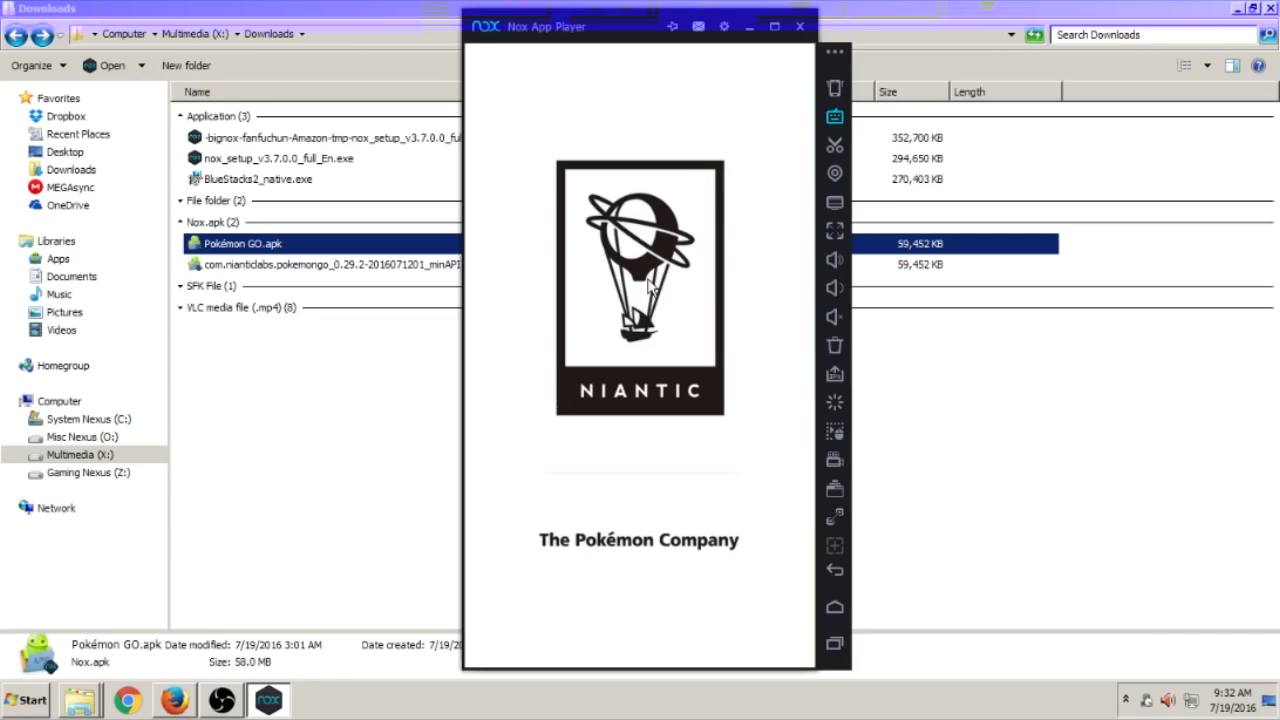 Downloads
nox Nox App Player
Computer Multimedia (X:) Downloads
Search Downloads
Organize Open New folder
Name Size Length
Favorites
Dropbox
Recent Places
Desktop
Downloads
MEGAsync
OneDrive
Libraries
Apps
Documents
Music
Pictures
Videos
Homegroup
Computer
System Nexus (C:)
Misc Nexus (O:)
Multimedia (X:)
Gaming Nexus (Z:)
Network
Application (3)
-bignox-fanfuchun-Amazon-tmp-nox_setup_v3.7.0.0_ful 352,700 KB
nox_setup_v3.7.0.0_full_En.exe 294,650 KB
BlueStacks2_native.exe 270,403 KB
File folder (2)
Nox.apk (2)
Pokémon GO.apk 59,452 KB
com.nianticlabs.pokemongo_0.29.2-2016071201_minAPI 59,452 KB
SFK File (1)
VLC media file (.mp4) (8)
NIANTIC
The Pokémon Company
Pokémon GO.apk Date modified: 7/19/2016 3:01 AM Date created: 7/19/20
Nox.apk Size: 58.0 MB
Start
nox
9:32 AM
7/19/2016